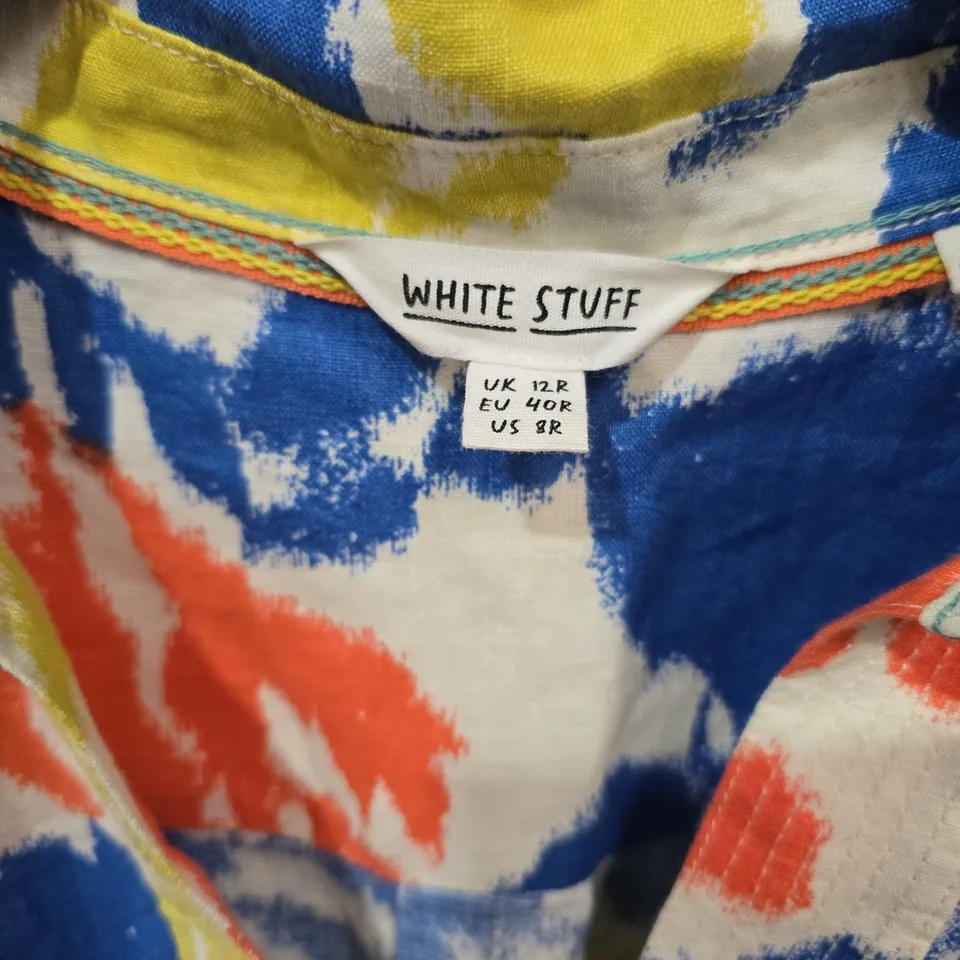 WHITE STUFF
UK 12R
EU 40R
US 8R